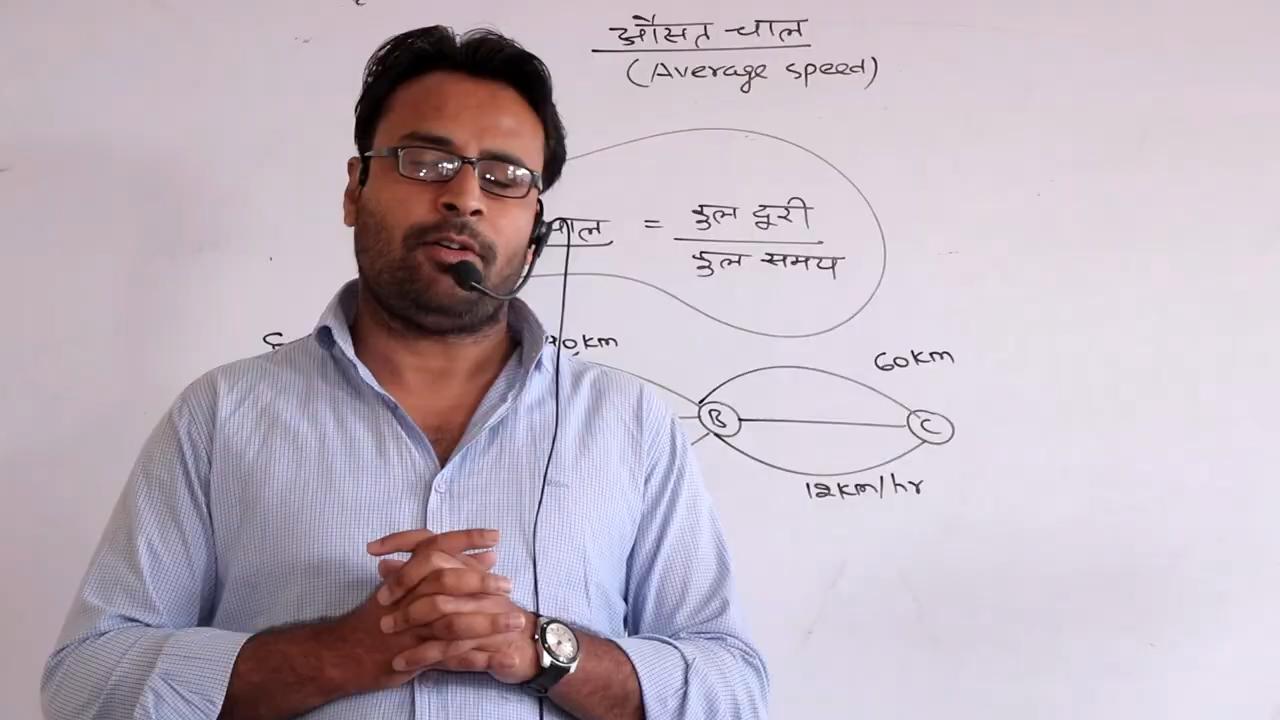 औसत चाल
(Average speed)
चाल = कुल दूरी
कुल समय
60km
B C
12km/hr